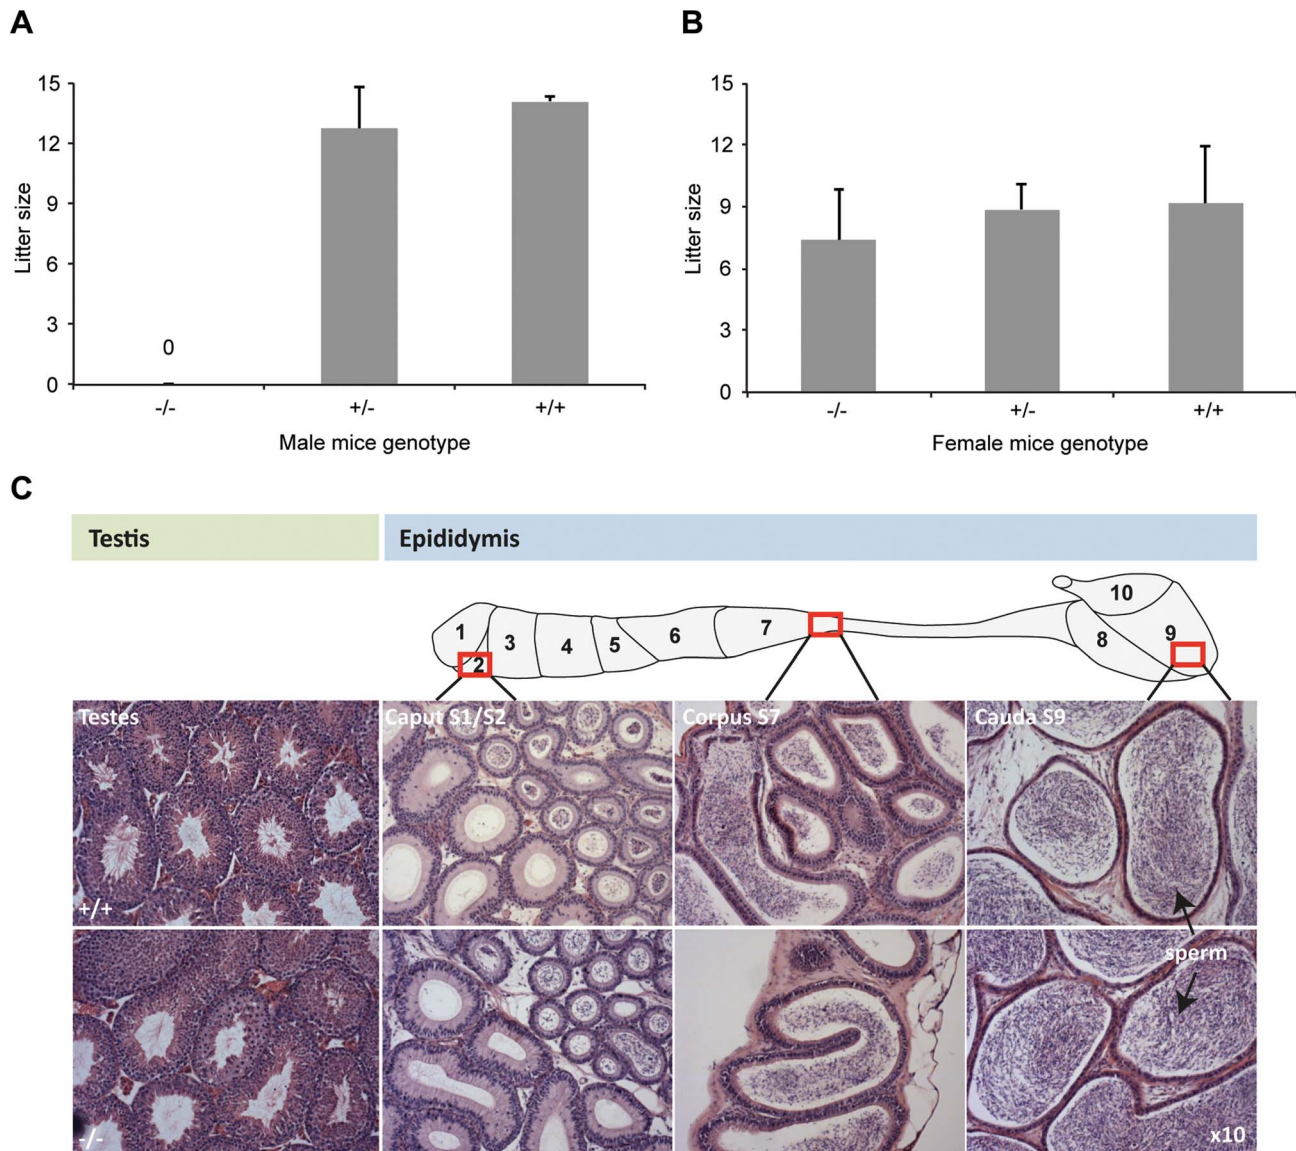 A
15
12
9
6
3
0
Litter size
0
-/-
+/-
+/+
Male mice genotype
B
15
12
9
6
3
0
Litter size
-/-
+/-
+/+
Female mice genotype
C
Testis
Epididymis
1
2
3
4
5
6
7
8
9
10
Testes
Caput S1/S2
Corpus S7
Cauda S9
+/+
sperm
-/-
x10